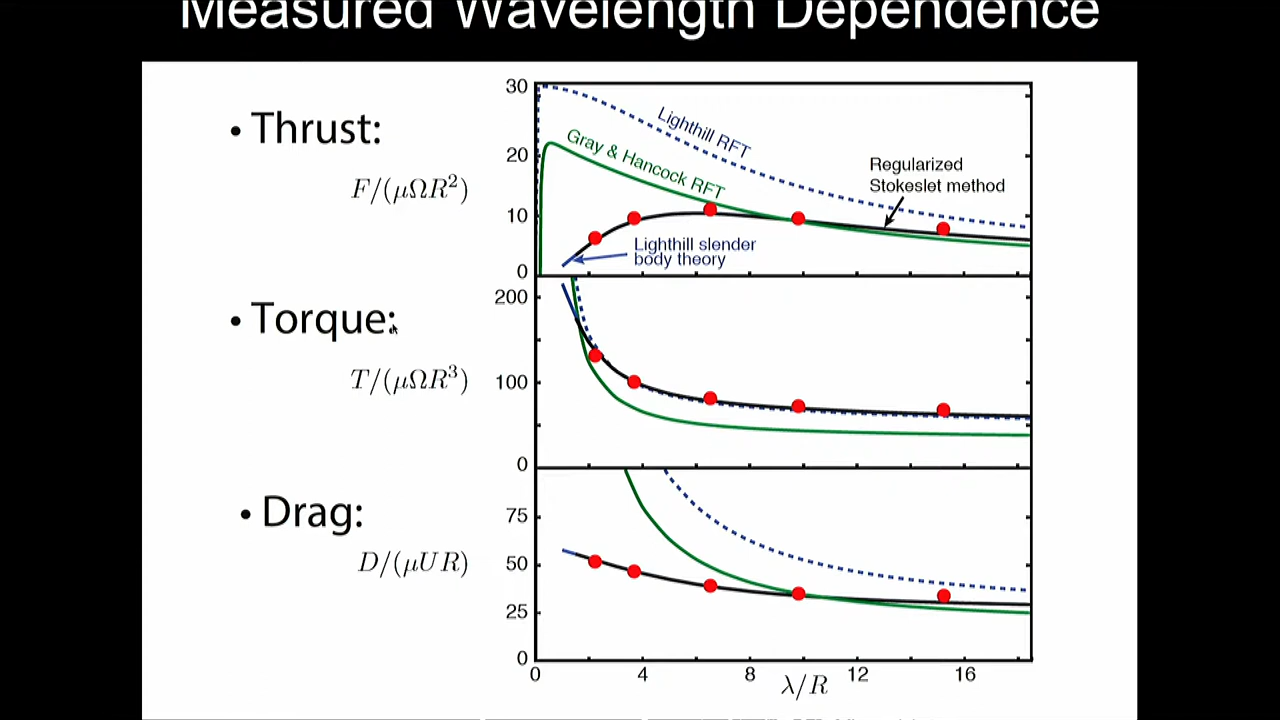 Measured Wavelength Dependence
• Thrust:
F/(μΩR²)
30
20
10
0
Lighthill RFT
Gray & Hancock RFT
Regularized
Stokeslet method
Lighthill slender
body theory
• Torque:
T/(μΩR³)
200
100
0
• Drag:
D/(μUR)
75
50
25
0
0 4 8 12 16
λ/R